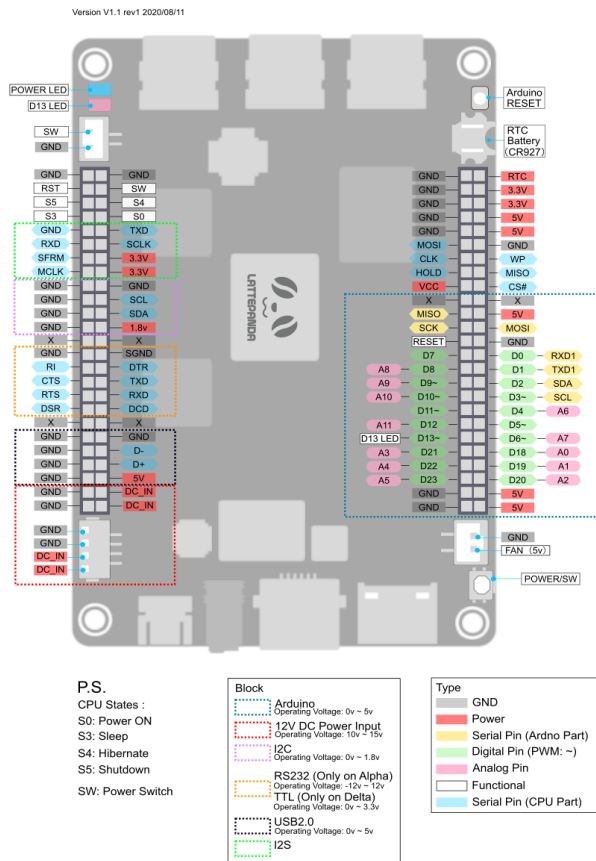 Version V1.1 rev1 2020/08/11
POWER LED
D13 LED
SW
GND
Arduino
RESET
RTC
Battery
(CR927)
GND GND
RST SW
S5 S4
S3 S0
GND TXD
RXD SCLK
SFRM 3.3V
MCLK 3.3V
GND GND
GND SCL
GND SDA
GND 1.8v
X X
GND SGND
RI DTR
CTS TXD
RTS RXD
DSR DCD
X X
GND GND
GND D-
GND D+
GND 5V
GND DC_IN
GND DC_IN
GND
GND
DC_IN
DC_IN
LATTEPANDA
GND RTC
GND 3.3V
GND 3.3V
GND 5V
GND 5V
MOSI GND
CLK WP
HOLD MISO
VCC CS#
X X
MISO 5V
SCK MOSI
RESET GND
D7 D0 RXD1
A8 D8 D1 TXD1
A9 D9~ D2 SDA
A10 D10~ D3~ SCL
D11~ D4 A6
A11 D12 D5~
D13 LED D13~ D6~ A7
A3 D21 D18 A0
A4 D22 D19 A1
A5 D23 D20 A2
GND 5V
GND 5V
GND
FAN (5v)
POWER/SW
P.S.
CPU States :
S0: Power ON
S3: Sleep
S4: Hibernate
S5: Shutdown
SW: Power Switch
Block
Arduino
Operating Voltage: 0v ~ 5v
12V DC Power Input
Operating Voltage: 10v ~ 15v
I2C
Operating Voltage: 0v ~ 1.8v
RS232 (Only on Alpha)
Operating Voltage: -12v ~ 12v
TTL (Only on Delta)
Operating Voltage: 0v ~ 3.3v
USB2.0
Operating Voltage: 0v ~ 5v
I2S
Type
GND
Power
Serial Pin (Ardno Part)
Digital Pin (PWM: ~)
Analog Pin
Functional
Serial Pin (CPU Part)